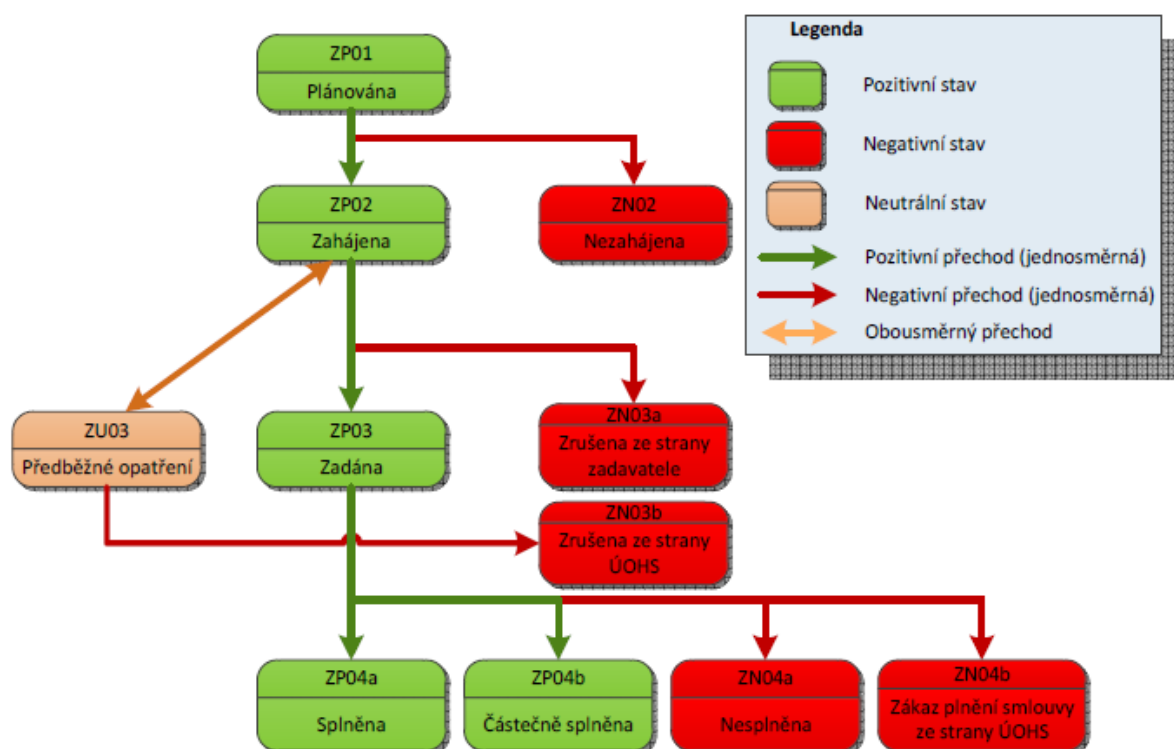 ZP01
Plánována
ZP02
Zahájena
ZN02
Nezahájena
ZU03
Předběžné opatření
ZP03
Zadána
ZN03a
Zrušena ze strany
zadavatele
ZN03b
Zrušena ze strany
ÚOHS
ZP04a
Splněna
ZP04b
Částečně splněna
ZN04a
Nesplněna
ZN04b
Zákaz plnění smlouvy
ze strany ÚOHS
Legenda
Pozitivní stav
Negativní stav
Neutrální stav
Pozitivní přechod (jednosměrná)
Negativní přechod (jednosměrná)
Obousměrný přechod